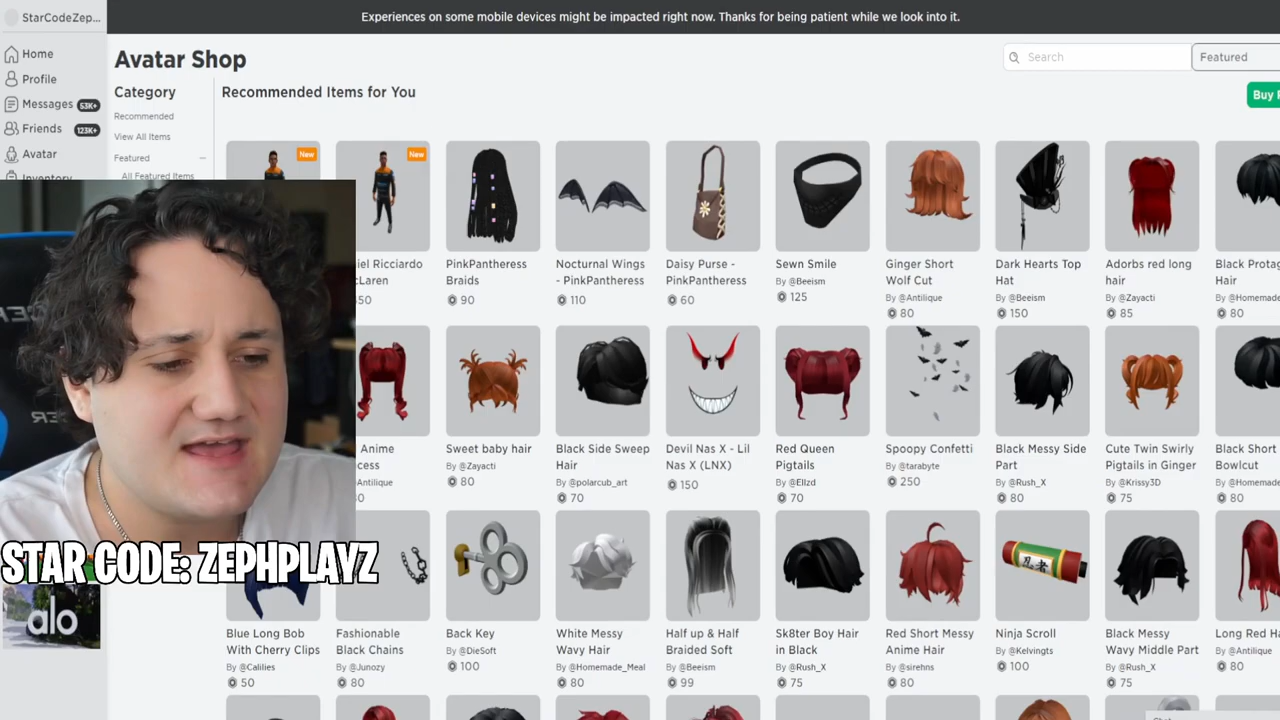 StarCodeZep...
Experiences on some mobile devices might be impacted right now. Thanks for being patient while we look into it.
Home
Profile
Messages 53K+
Friends 123K+
Avatar
Inventory
Avatar Shop
Search
Featured
Category
Recommended
View All Items
Featured
All Featured Items
Recommended Items for You
Buy
New
New
Ricciardo
60
PinkPantheress
Braids
90
Nocturnal Wings
- PinkPantheress
110
Daisy Purse -
PinkPantheress
60
Sewn Smile
By @Beeism
125
Ginger Short
Wolf Cut
By @Antilique
80
Dark Hearts Top
Hat
By @Beeism
150
Adorbs red long
hair
By @Zayacti
85
Black
Hair
By @Homemade
80
Anime
Sweet baby hair
By @Zayacti
80
Black Side Sweep
Hair
By @polarcub_art
70
Devil Nas X - Lil
Nas X (LNX)
150
Red Queen
Pigtails
By @Ellzd
70
Spoopy Confetti
By @tarabyte
250
Black Messy Side
Part
By @Rush_X
80
Cute Twin Swirly
Pigtails in Ginger
By @Krissy3D
75
Black Short
Bowlcut
By @Homemade
80
STAR CODE: ZEPHPLAYZ
alo
Blue Long Bob
With Cherry Clips
By @Calilies
50
Fashionable
Black Chains
By @Junozy
80
Back Key
By @DieSoft
100
White Messy
Wavy Hair
By @Homemade_Meal
80
Half up & Half
Braided Soft
By @Beeism
99
Sk8ter Boy Hair
in Black
By @Rush_X
75
Red Short Messy
Anime Hair
By @sirehns
80
忍者
Ninja Scroll
By @Kelvingts
100
Black Messy
Wavy Middle Part
By @Rush_X
75
Long Red
By @Antilique
80